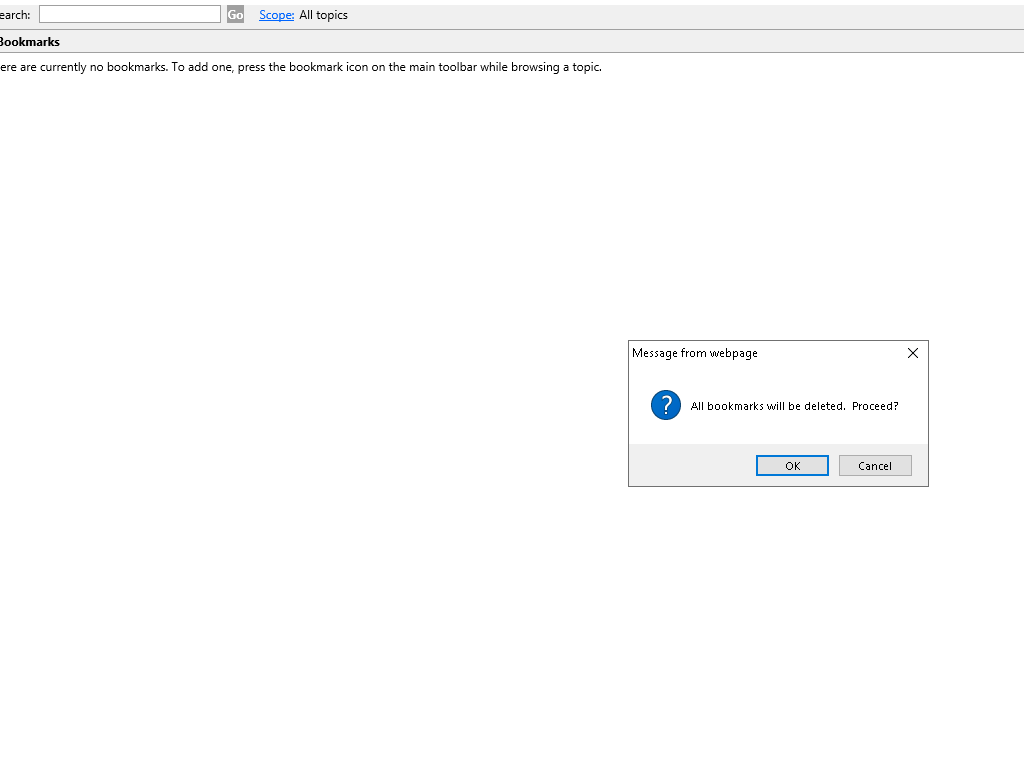 earch: Go Scope: All topics
Bookmarks
ere are currently no bookmarks. To add one, press the bookmark icon on the main toolbar while browsing a topic.
Message from webpage
All bookmarks will be deleted. Proceed?
OK Cancel